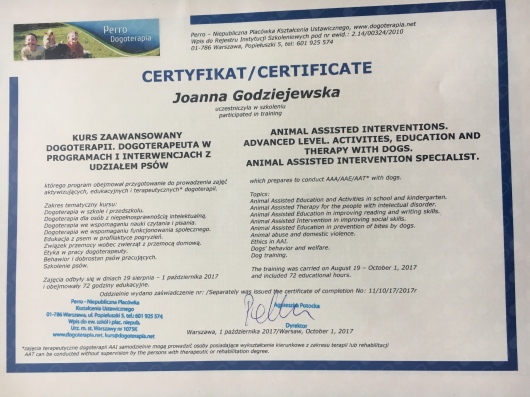 Perro
Dogoterapia
Perro – Niepubliczna Placówka Kształcenia Ustawicznego, www.dogoterapia.net
Wpis do Rejestru Instytucji Szkoleniowych pod nr ewid.: 2.14/00324/2010
01-786 Warszawa, Popiełuszki 5, tel: 601 925 574
CERTYFIKAT/CERTIFICATE
Joanna Godziejewska
uczestniczyła w szkoleniu
participated in training
KURS ZAAWANSOWANY
DOGOTERAPII. DOGOTERAPEUTA W
PROGRAMACH I INTERWENCJACH Z
UDZIAŁEM PSÓW
którego program obejmował przygotowanie do prowadzenia zajęć
aktywizujących, edukacyjnych i terapeutycznych* dogoterapii.
Zakres tematyczny kursu:
Dogoterapia w szkole i przedszkolu.
Dogoterapia dla osób z niepełnosprawnością intelektualną.
Dogoterapia we wspomaganiu nauki czytania i pisania.
Dogoterapia we wspomaganiu funkcjonowania społecznego.
Edukacja z psem w profilaktyce pogryzień.
Związek przemocy wobec zwierząt z przemocą domową.
Etyka w pracy dogoterapeuty.
Behawior i dobrostan psów pracujących.
Szkolenie psów.
Zajęcia odbyły się w dniach 19 sierpnia – 1 października 2017
i obejmowały 72 godziny edukacyjne.
ANIMAL ASSISTED INTERVENTIONS.
ADVANCED LEVEL. ACTIVITIES, EDUCATION AND
THERAPY WITH DOGS.
ANIMAL ASSISTED INTERVENTION SPECIALIST.
which prepares to conduct AAA/AAE/AAT* with dogs.
Topics:
Animal Assisted Education and Activities in school and kindergarten.
Animal Assisted Therapy for the people with intellectual disorder.
Animal Assisted Education in improving reading and writing skills.
Animal Assisted Intervention in improving social skills.
Animal Assisted Education in prevention of bites by dogs.
Animal abuse and domestic violence.
Ethics in AAI.
Dogs' behavior and welfare.
Dog training.
The training was carried on August 19 – October 1, 2017
and included 72 educational hours.
Oddzielnie wydano zaświadczenie nr: /Separately was issued the certificate of completion No: 11/10/17/2017r
Perro - Niepubliczna Placówka
Kształcenia Ustawicznego
01-786 Warszawa, ul. Popiełuszki 5, tel: 601 925 574
Wpis do ew. szkół i plac. niepub.
Urz. m. st. Warszawy nr 107SK
www.dogoterapia.net, kurs@dogoterapia.net
Agnieszka Potocka
Dyrektor
Warszawa, 1 października 2017/Warsaw, October 1, 2017
*zajęcia terapeutyczne dogoterapii AAI samodzielnie mogą prowadzić osoby posiadające wykształcenie kierunkowe z zakresu terapii lub rehabilitacji
AAT can be conducted without supervision by the persons with therapeutic or rehabilitation degree.